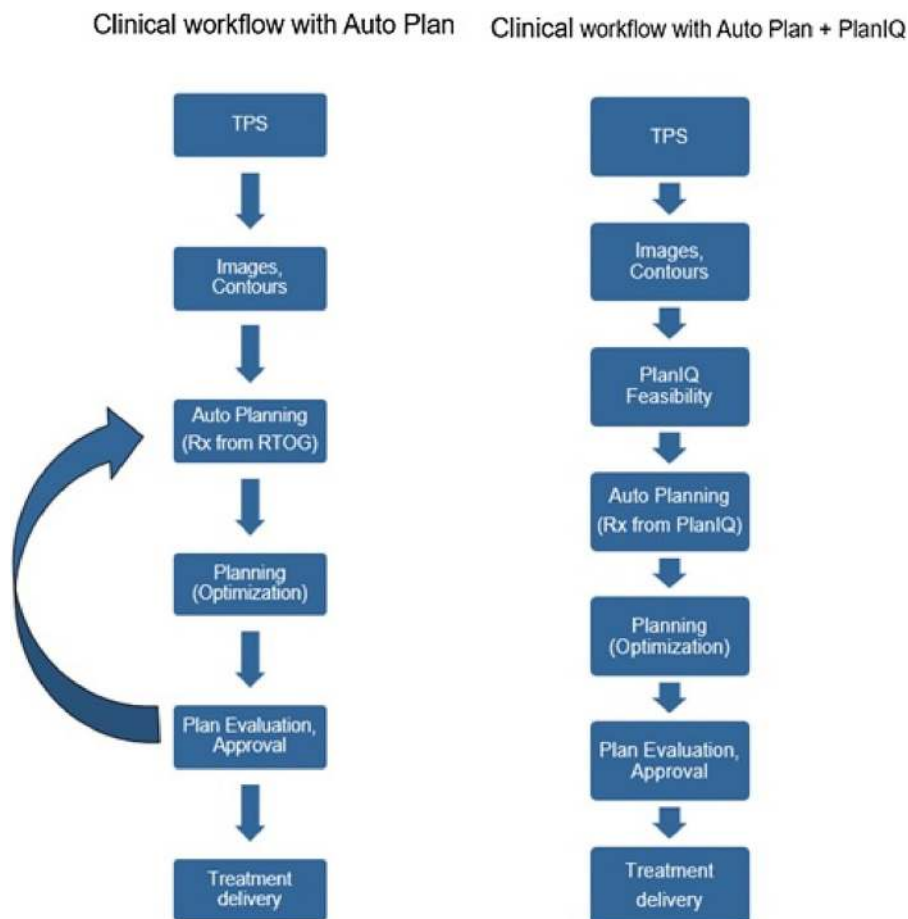 Clinical workflow with Auto Plan
TPS
Images,
Contours
Auto Planning
(Rx from RTOG)
Planning
(Optimization)
Plan Evaluation,
Approval
Treatment
delivery
Clinical workflow with Auto Plan + PlanIQ
TPS
Images,
Contours
PlanIQ
Feasibility
Auto Planning
(Rx from PlanIQ)
Planning
(Optimization)
Plan Evaluation,
Approval
Treatment
delivery